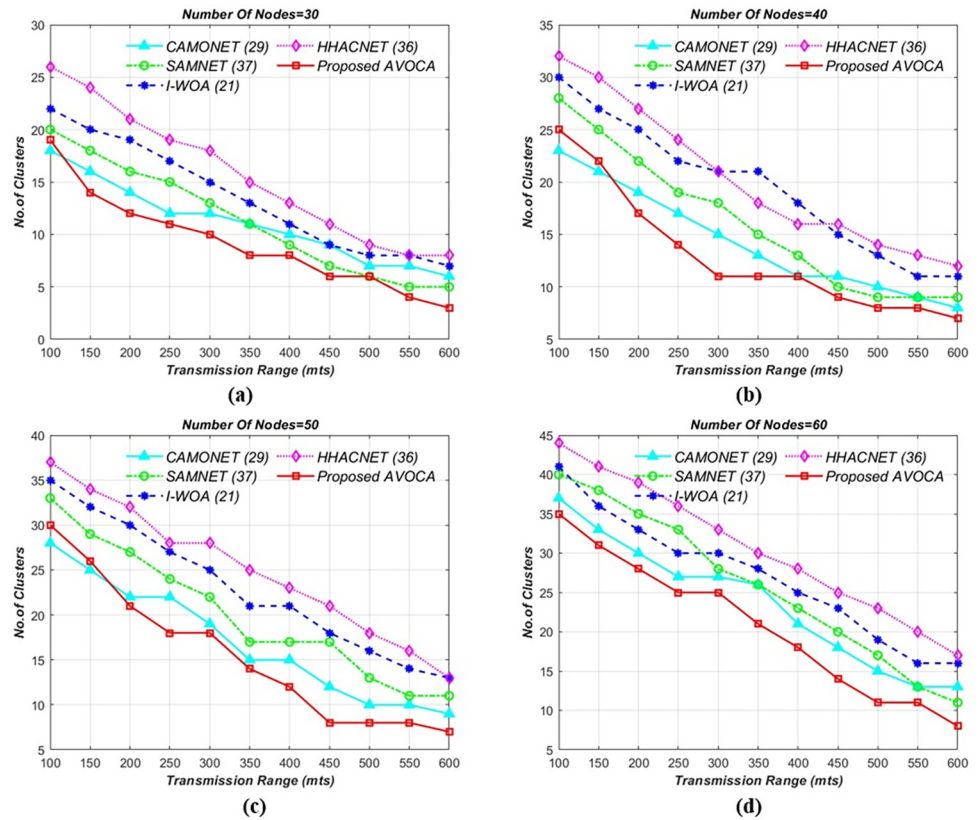 Number Of Nodes=30
30
25
20
15
10
5
0
No.of Clusters
CAMONET (29)
SAMNET (37)
I-WOA (21)
HHACNET (36)
Proposed AVOCA
100 150 200 250 300 350 400 450 500 550 600
Transmission Range (mts)
(a)
Number Of Nodes=40
35
30
25
20
15
10
5
No.of Clusters
CAMONET (29)
SAMNET (37)
I-WOA (21)
HHACNET (36)
Proposed AVOCA
100 150 200 250 300 350 400 450 500 550 600
Transmission Range (mts)
(b)
Number Of Nodes=50
40
35
30
25
20
15
10
5
No.of Clusters
CAMONET (29)
SAMNET (37)
I-WOA (21)
HHACNET (36)
Proposed AVOCA
100 150 200 250 300 350 400 450 500 550 600
Transmission Range (mts)
(c)
Number Of Nodes=60
45
40
35
30
25
20
15
10
5
No.of Clusters
CAMONET (29)
SAMNET (37)
I-WOA (21)
HHACNET (36)
Proposed AVOCA
100 150 200 250 300 350 400 450 500 550 600
Transmission Range (mts)
(d)